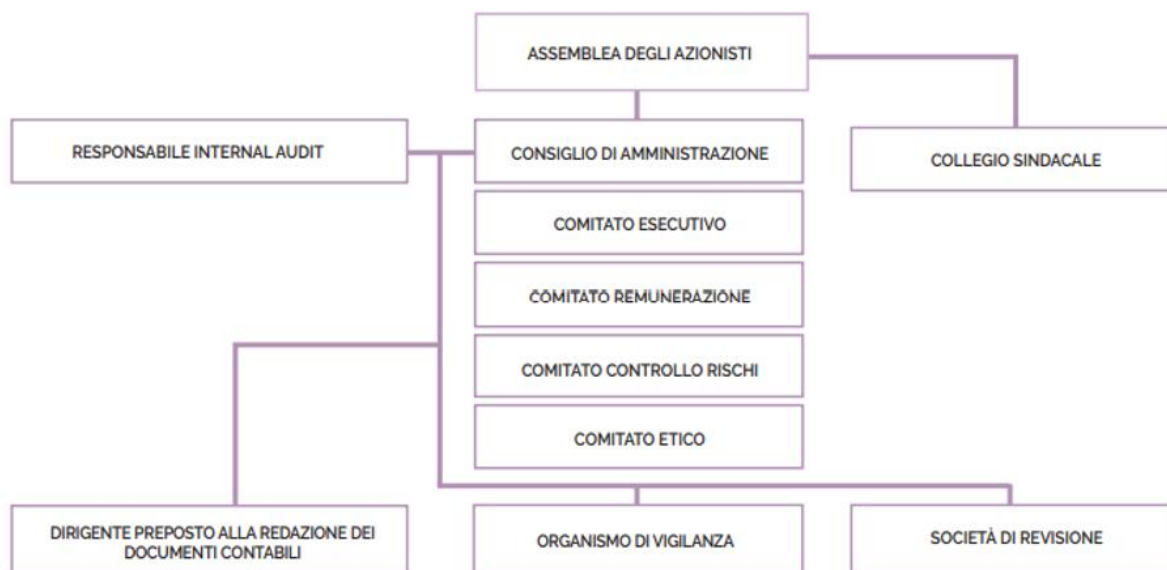 ASSEMBLEA DEGLI AZIONISTI
RESPONSABILE INTERNAL AUDIT
CONSIGLIO DI AMMINISTRAZIONE
COLLEGIO SINDACALE
COMITATO ESECUTIVO
COMITATO REMUNERAZIONE
COMITATO CONTROLLO RISCHI
COMITATO ETICO
DIRIGENTE PREPOSTO ALLA REDAZIONE DEI
DOCUMENTI CONTABILI
ORGANISMO DI VIGILANZA
SOCIETÀ DI REVISIONE